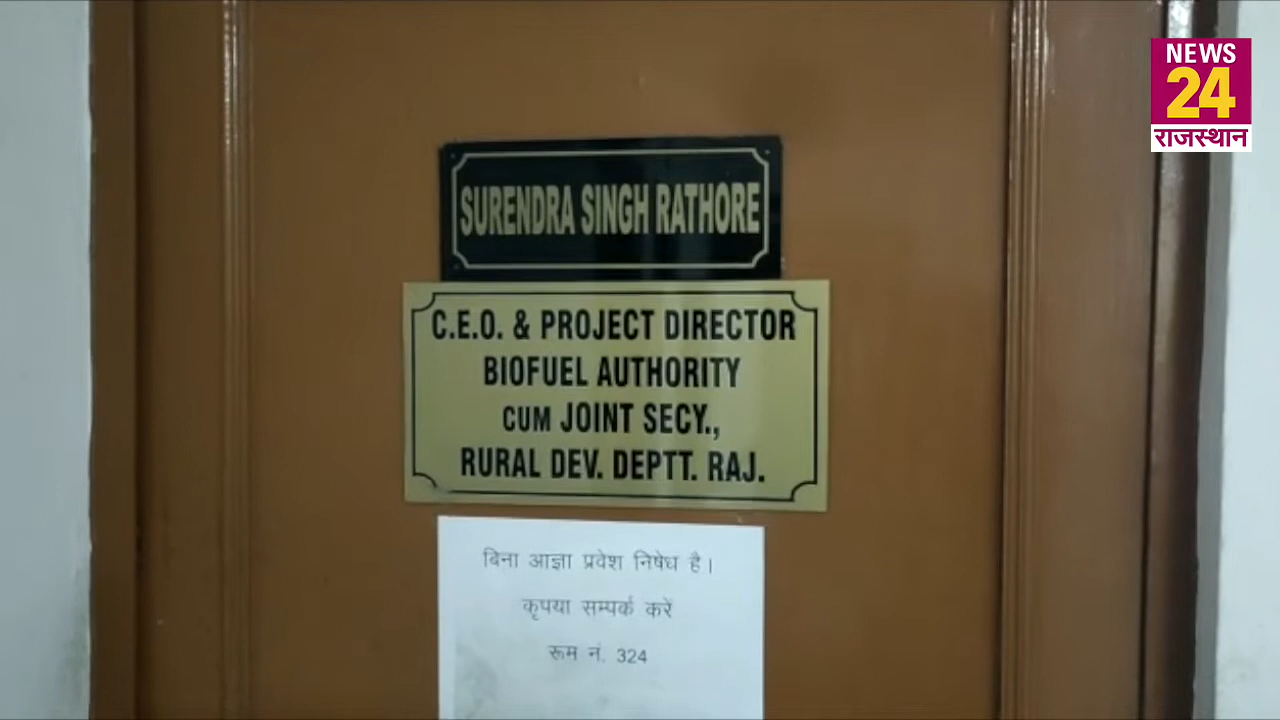 NEWS
24
राजस्थान
SURENDRA SINGH RATHORE
C.E.O. & PROJECT DIRECTOR
BIOFUEL AUTHORITY
CUM JOINT SECY.,
RURAL DEV. DEPTT. RAJ.
बिना आज्ञा प्रवेश निषेध है।
कृपया सम्पर्क करें
रूम नं. 324